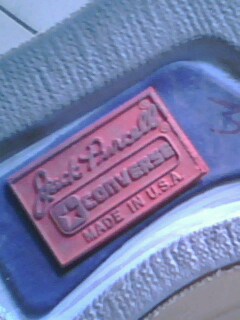 Jack Purcell
CONVERSE
MADE IN U.S.A.